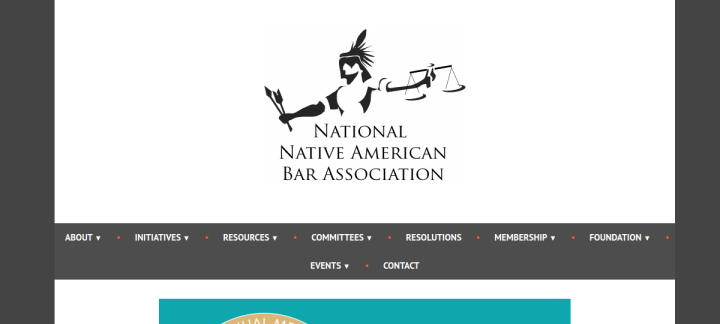 NATIONAL
NATIVE AMERICAN
BAR ASSOCIATION
ABOUT ▼ • INITIATIVES ▼ • RESOURCES ▼ • COMMITTEES ▼ • RESOLUTIONS • MEMBERSHIP ▼ • FOUNDATION ▼ •
EVENTS ▼ • CONTACT